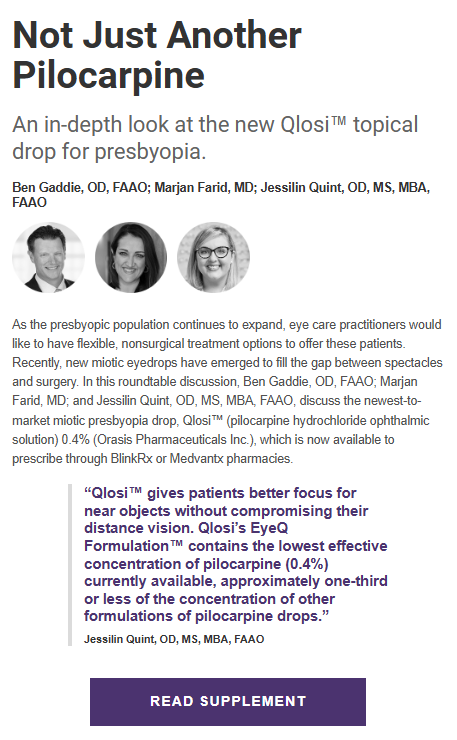 Not Just Another
Pilocarpine
An in-depth look at the new Qlosi™ topical
drop for presbyopia.
Ben Gaddie, OD, FAAO; Marjan Farid, MD; Jessilin Quint, OD, MS, MBA,
FAAO
As the presbyopic population continues to expand, eye care practitioners would
like to have flexible, nonsurgical treatment options to offer these patients.
Recently, new miotic eyedrops have emerged to fill the gap between spectacles
and surgery. In this roundtable discussion, Ben Gaddie, OD, FAAO; Marjan
Farid, MD; and Jessilin Quint, OD, MS, MBA, FAAO, discuss the newest-to-
market miotic presbyopia drop, Qlosi™ (pilocarpine hydrochloride ophthalmic
solution) 0.4% (Orasis Pharmaceuticals Inc.), which is now available to
prescribe through BlinkRx or Medvantx pharmacies.
“Qlosi™ gives patients better focus for
near objects without compromising their
distance vision. Qlosi’s EyeQ
Formulation™ contains the lowest effective
concentration of pilocarpine (0.4%)
currently available, approximately one-third
or less of the concentration of other
formulations of pilocarpine drops.”
Jessilin Quint, OD, MS, MBA, FAAO
READ SUPPLEMENT